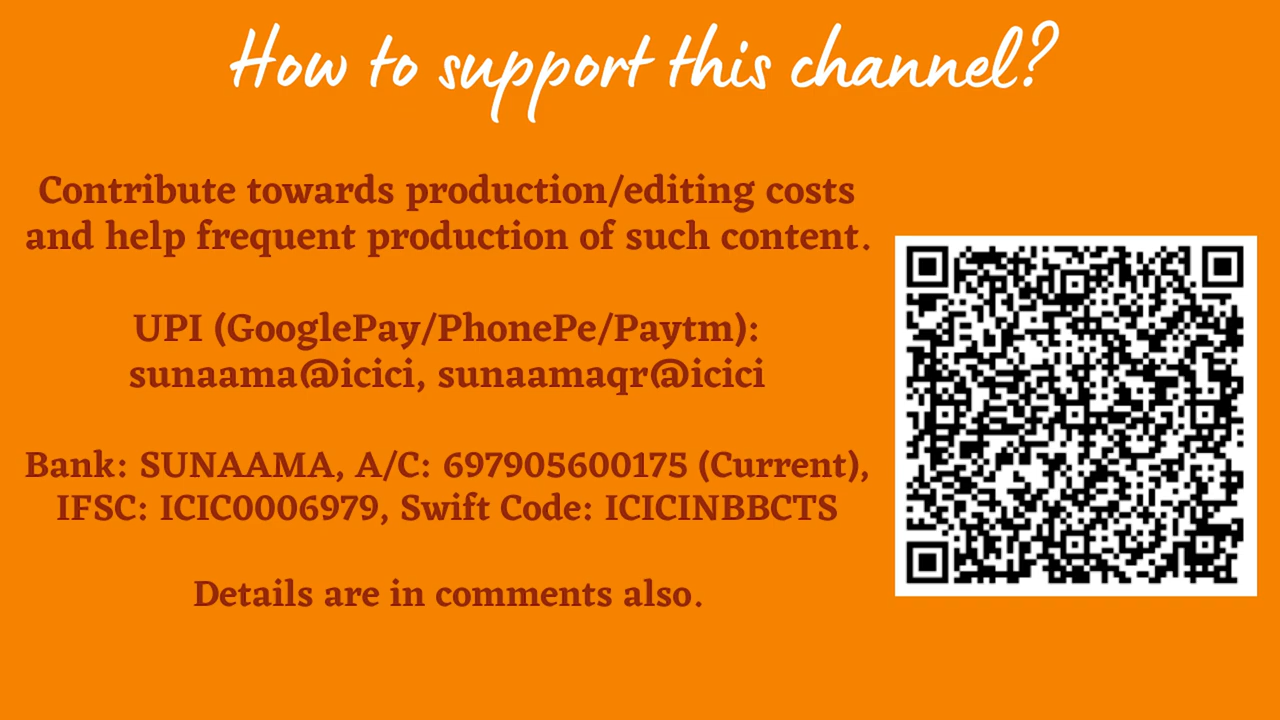 How to support this channel?
Contribute towards production/editing costs
and help frequent production of such content.
UPI (GooglePay/PhonePe/Paytm):
sunaama@icici, sunaamaqr@icici
Bank: SUNAAMA, A/C: 697905600175 (Current),
IFSC: ICIC0006979, Swift Code: ICICINBBCTS
Details are in comments also.